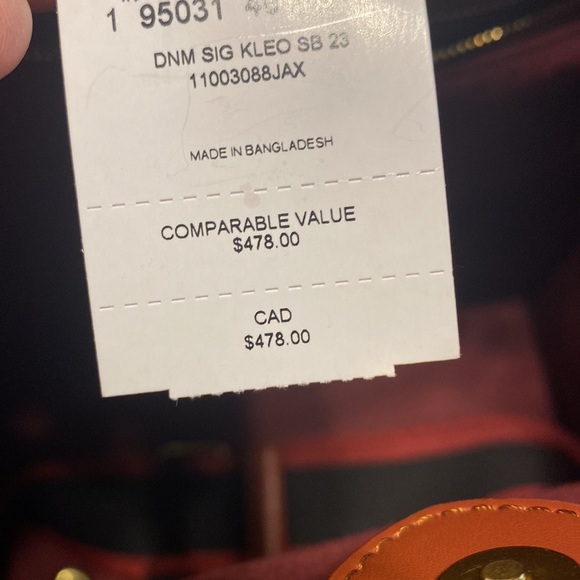 1 95031
DNM SIG KLEO SB 23
11003088JAX
MADE IN BANGLADESH
COMPARABLE VALUE
$478.00
CAD
$478.00